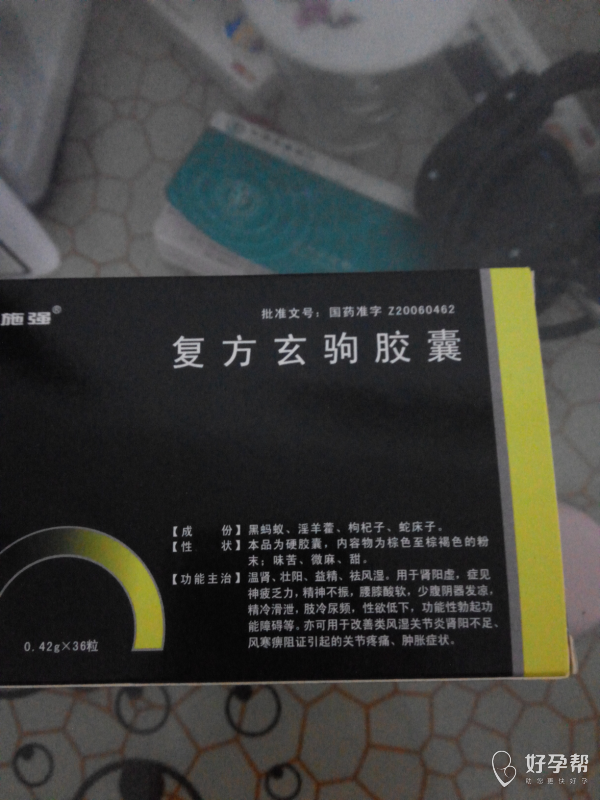 施强®
批准文号：国药准字 Z20060462
复方玄驹胶囊
【成 份】黑蚂蚁、淫羊藿、枸杞子、蛇床子。
【性 状】本品为硬胶囊，内容物为棕色至棕褐色的粉
末；味苦、微麻、甜。
【功能主治】温肾、壮阳、益精、祛风湿。用于肾阳虚，症见
神疲乏力，精神不振，腰膝酸软，少腹阴器发凉，
精冷滑泄，肢冷尿频，性欲低下，功能性勃起功
能障碍等。亦可用于改善类风湿关节炎肾阳不足、
风寒痹阻证引起的关节疼痛、肿胀症状。
0.42g×36粒
好孕帮
助您更快好孕